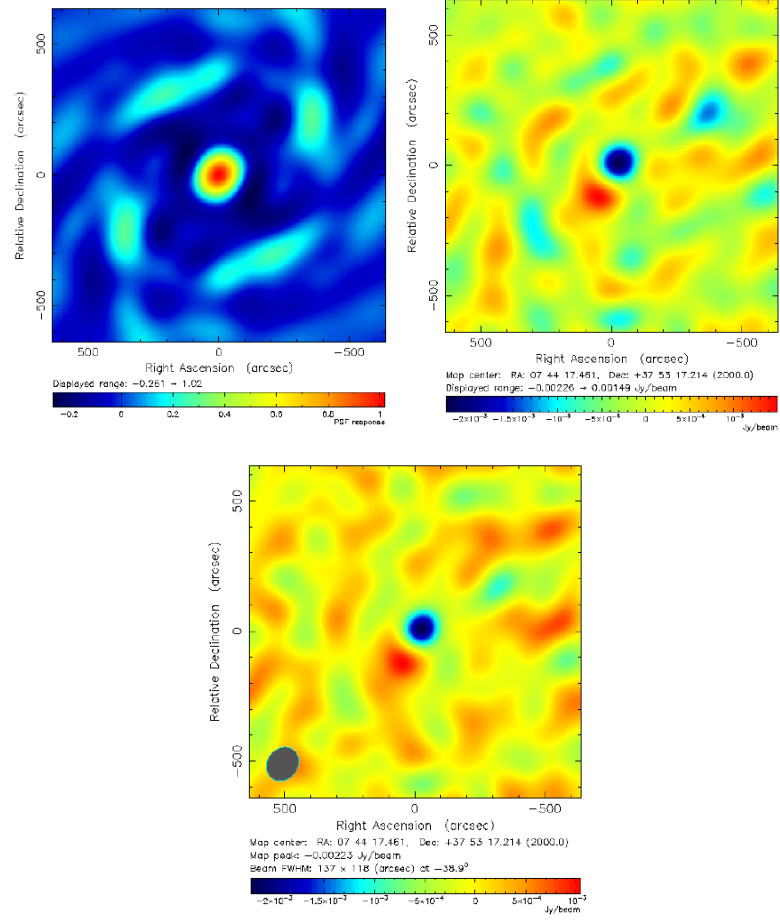 Relative Declination (arcsec)
500
0
−500
500 0 −500
Right Ascension (arcsec)
Displayed range: −0.261 → 1.02
−0.2 0 0.2 0.4 0.6 0.8 1
PSF response
Relative Declination (arcsec)
500
0
−500
500 0 −500
Right Ascension (arcsec)
Map center: RA: 07 44 17.461, Dec: +37 53 17.214 (2000.0)
Displayed range: −0.00226 → 0.00149 Jy/beam
−2×10⁻³ −1.5×10⁻³ −10⁻³ −5×10⁻⁴ 0 5×10⁻⁴ 10⁻³
Jy/beam
Relative Declination (arcsec)
500
0
−500
500 0 −500
Right Ascension (arcsec)
Map center: RA: 07 44 17.461, Dec: +37 53 17.214 (2000.0)
Map peak: −0.00223 Jy/beam
Beam FWHM: 137 × 118 (arcsec) at −38.9⁰
−2×10⁻³ −1.5×10⁻³ −10⁻³ −5×10⁻⁴ 0 5×10⁻⁴ 10⁻³
Jy/beam